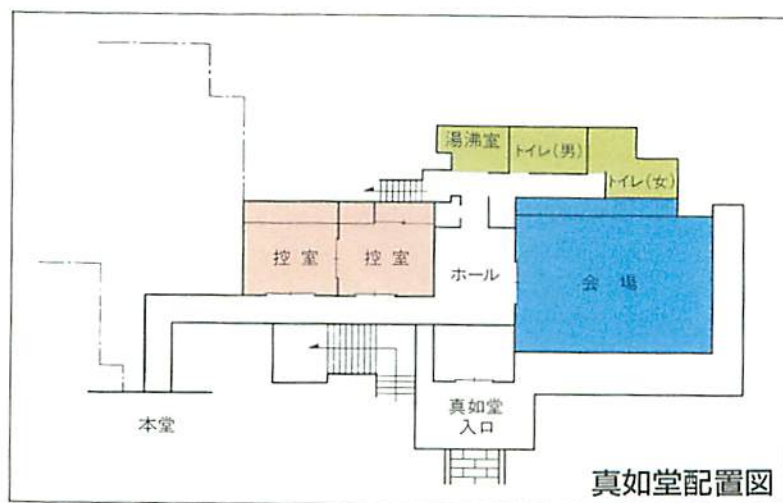 湯沸室
トイレ(男)
トイレ(女)
控室
控室
ホール
会場
真如堂
入口
本堂
真如堂配置図